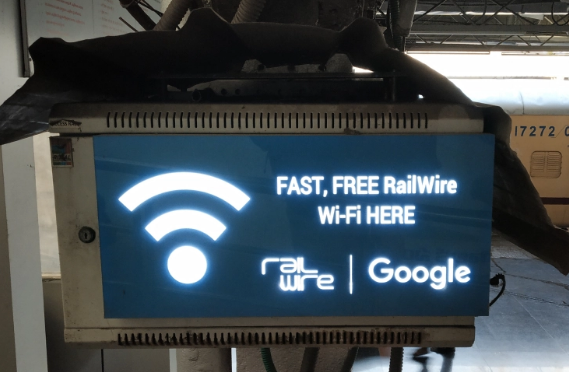 FAST, FREE RailWire
Wi-Fi HERE
rail
wire
Google
17272